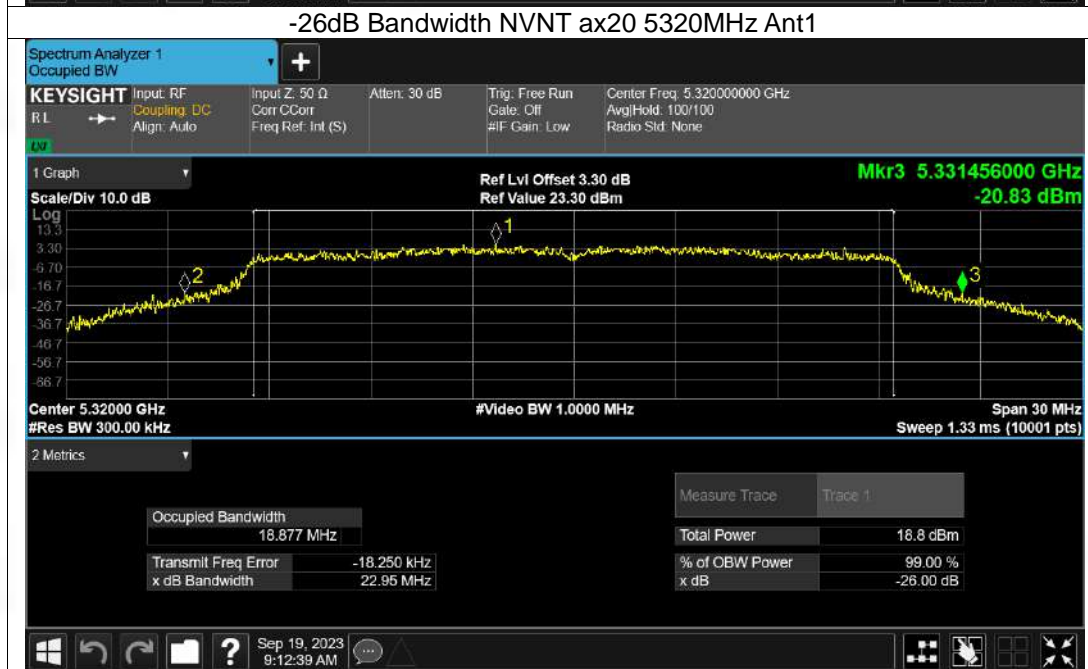 -26dB Bandwidth NVNT ax20 5320MHz Ant1
Spectrum Analyzer 1
Occupied BW
KEYSIGHT
RL
LXI
Input: RF
Coupling: DC
Align: Auto
Input Z: 50 Ω
Corr CCorr
Freq Ref: Int (S)
Atten: 30 dB
Trig: Free Run
Gate: Off
#IF Gain: Low
Center Freq: 5.320000000 GHz
Avg|Hold: 100/100
Radio Std: None
1 Graph
Scale/Div 10.0 dB
Ref Lvl Offset 3.30 dB
Ref Value 23.30 dBm
Mkr3 5.331456000 GHz
-20.83 dBm
Log
13.3
3.30
-6.70
-16.7
-26.7
-36.7
-46.7
-56.7
-66.7
1
2
3
Center 5.32000 GHz
#Video BW 1.0000 MHz
Span 30 MHz
#Res BW 300.00 kHz
Sweep 1.33 ms (10001 pts)
2 Metrics
Measure Trace Trace 1
Occupied Bandwidth
18.877 MHz
Total Power 18.8 dBm
Transmit Freq Error -18.250 kHz
% of OBW Power 99.00 %
x dB Bandwidth 22.95 MHz
x dB -26.00 dB
?
Sep 19, 2023
9:12:39 AM